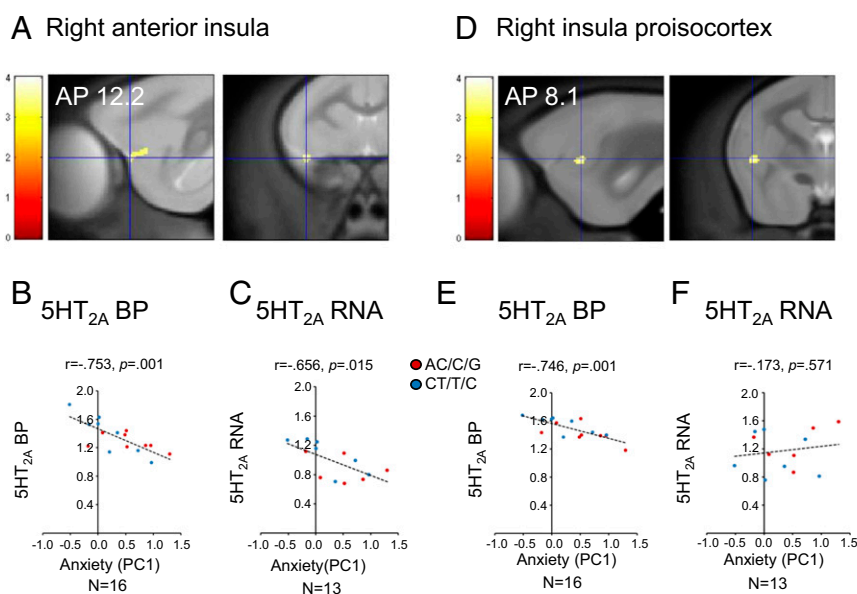 A Right anterior insula
D Right insula proisocortex
4
3
2
1
0
AP 12.2
4
3
2
1
0
AP 8.1
B 5HT2A BP
C 5HT2A RNA
E 5HT2A BP
F 5HT2A RNA
r=-.753, p=.001
r=-.656, p=.015
AC/C/G
CT/T/C
r=-.746, p=.001
r=-.173, p=.571
5HT2A BP
2.0
1.6
1.2
0.8
0.4
-1.0 -0.5 0.0 0.5 1.0 1.5
Anxiety (PC1)
N=16
5HT2A RNA
2.0
1.6
1.2
0.8
0.4
-1.0 -0.5 0.0 0.5 1.0 1.5
Anxiety(PC1)
N=13
5HT2A BP
2.0
1.6
1.2
0.8
0.4
-1.0 -0.5 0.0 0.5 1.0 1.5
Anxiety (PC1)
N=16
5HT2A RNA
2.0
1.6
1.2
0.8
0.4
-1.0 -0.5 0.0 0.5 1.0 1.5
Anxiety (PC1)
N=13